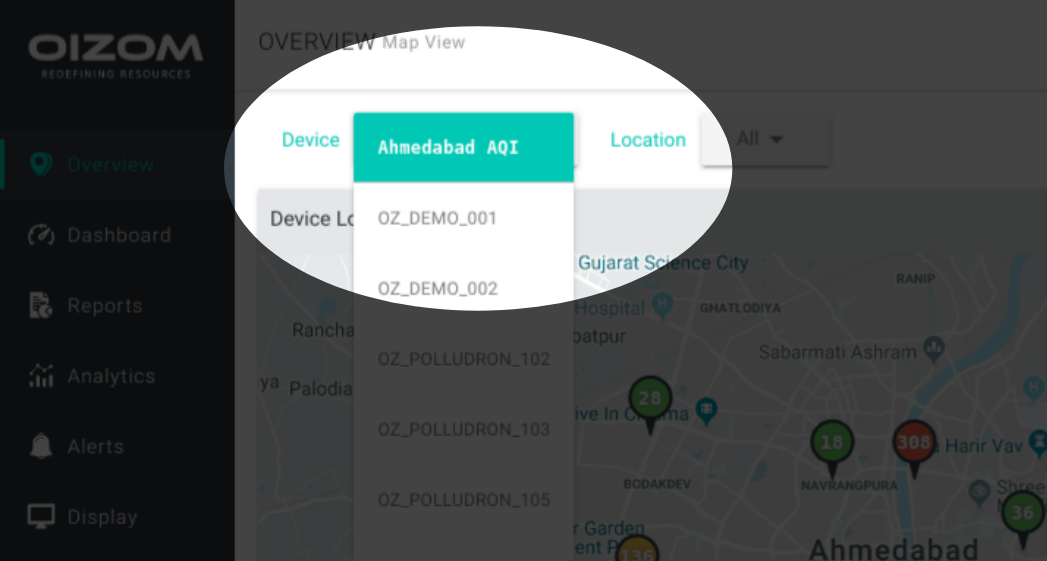 OIZOM
REDEFINING RESOURCES
Overview
Dashboard
Reports
Analytics
Alerts
Display
OVERVIEW Map View
Device
Ahmedabad AQI
Location
All
Device Lo
OZ_DEMO_001
OZ_DEMO_002
OZ_POLLUDRON_102
OZ_POLLUDRON_103
OZ_POLLUDRON_105
Gujarat Science City
RANIP
Hospital
H
GHATLODIYA
Rancha
batpur
Sabarmati Ashram
ya
Palodia
H
28
ive In Cinema
18
308
Harir Vav
BODAKDEV
NAVRANGPURA
Shree
36
r Garden
ent P
136
Ahmedabad